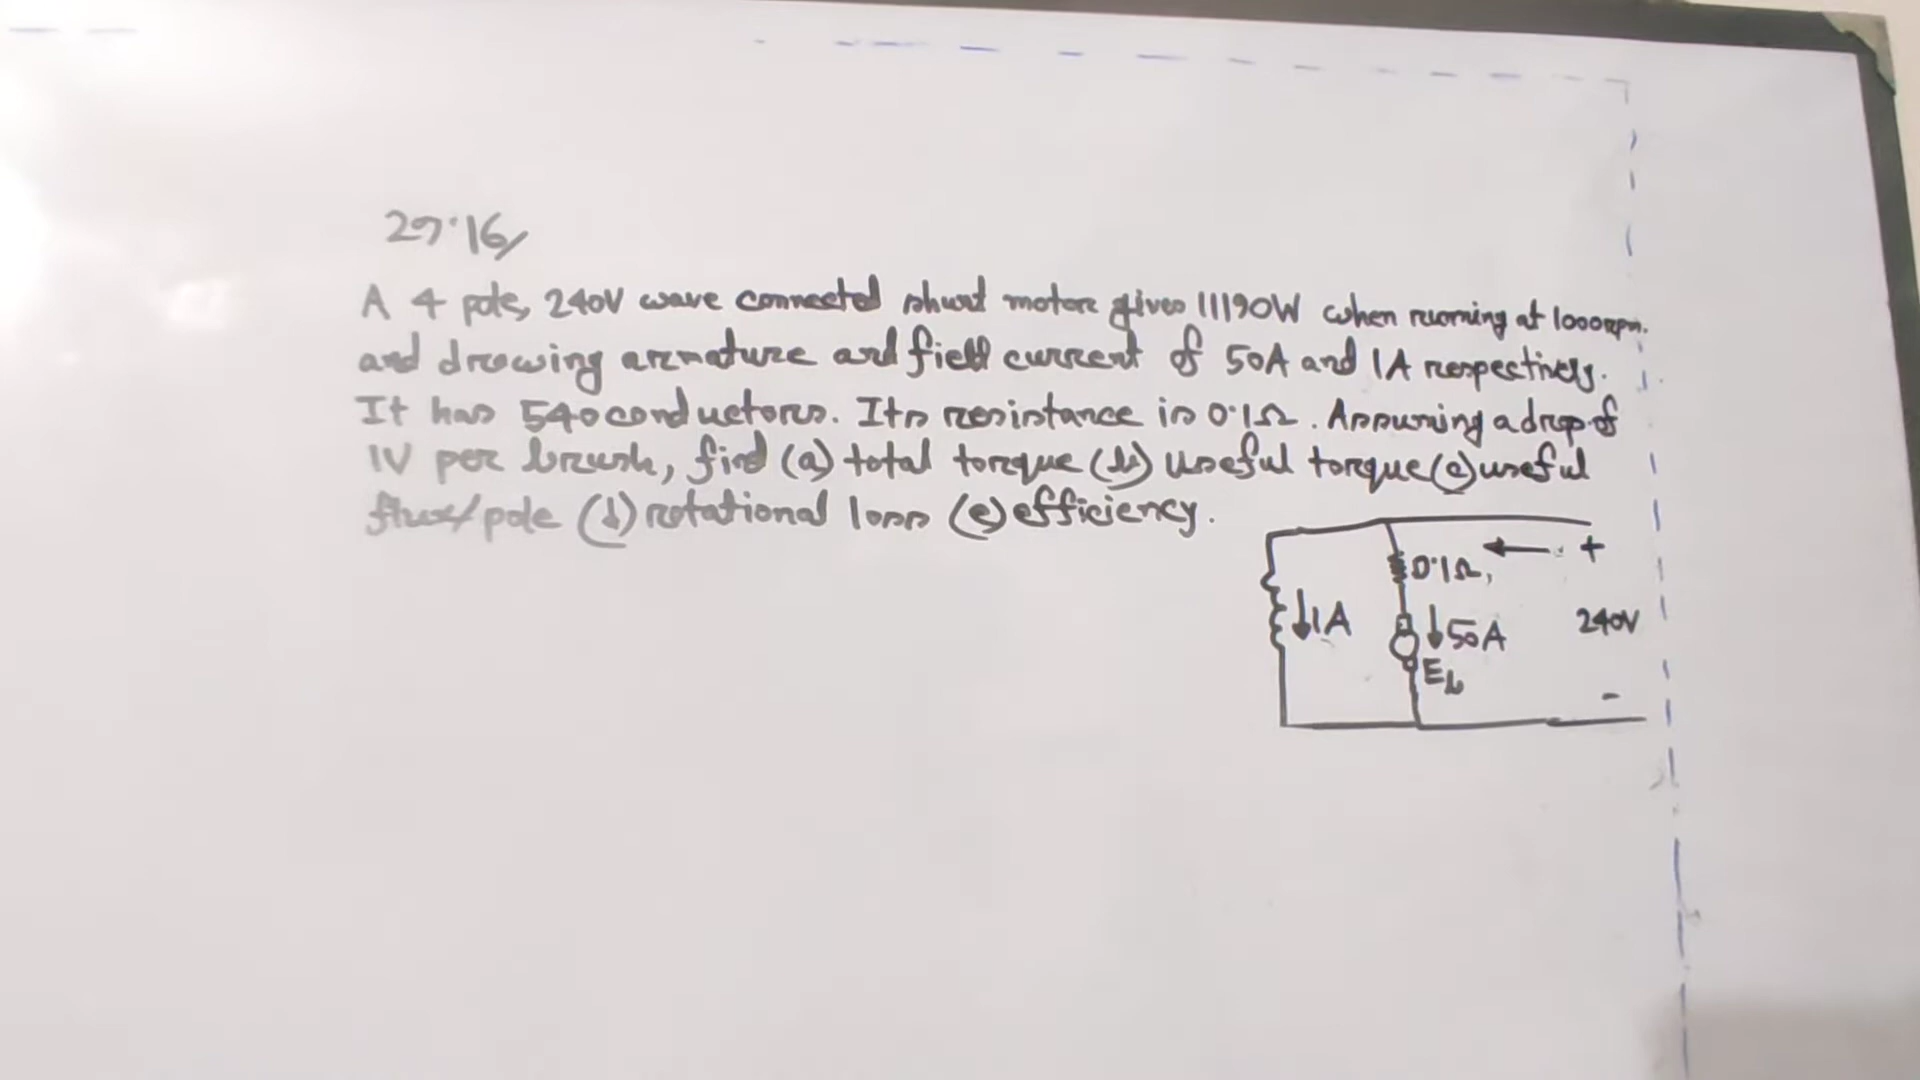 29.16/
A 4 pole, 240V wave connected shunt motor gives 11190W when running at 1000rpm.
and drawing armature and field current of 50A and 1A respectively.
It has 540 conductors. Its resistance is 0.1Ω. Assuming a drop of
1V per brush, find (a) total torque (b) useful torque (c) useful
flux/pole (d) rotational loss (e) efficiency.
0.1Ω,
+
1A
50A
240V
Eb
-